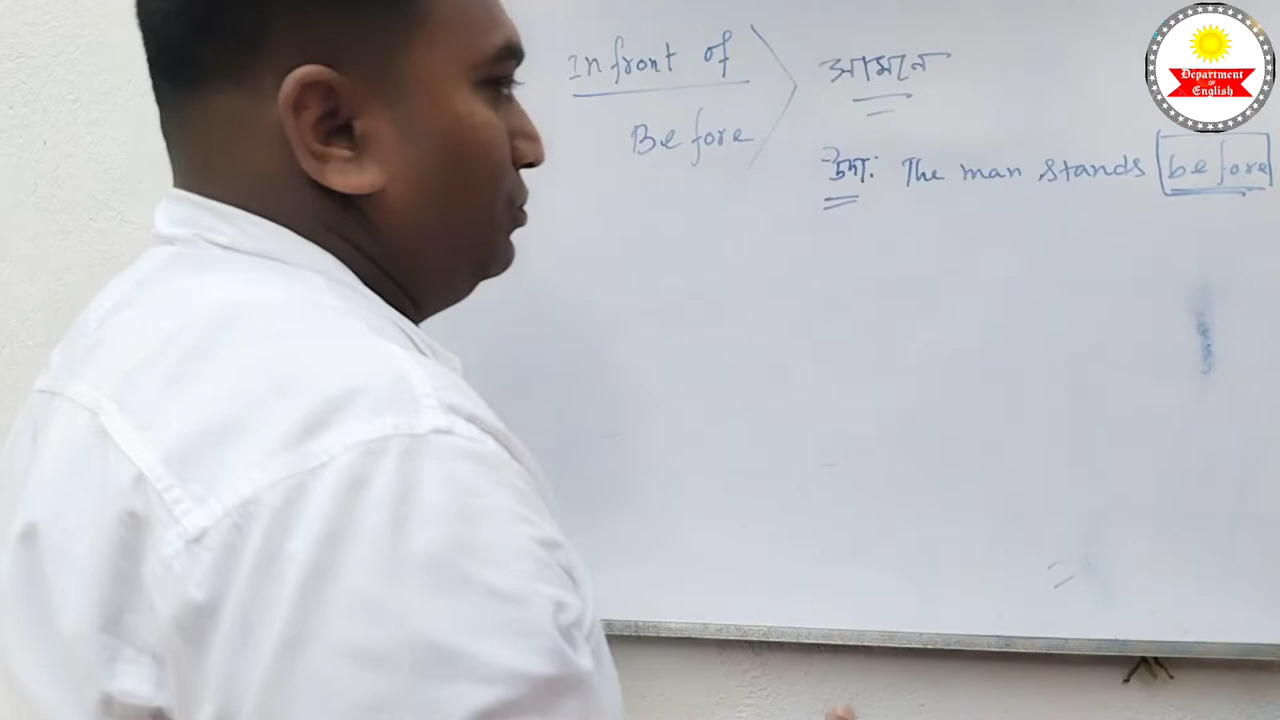 In front of
Before
সামনে
উদা: The man stands before
Department
OF
English